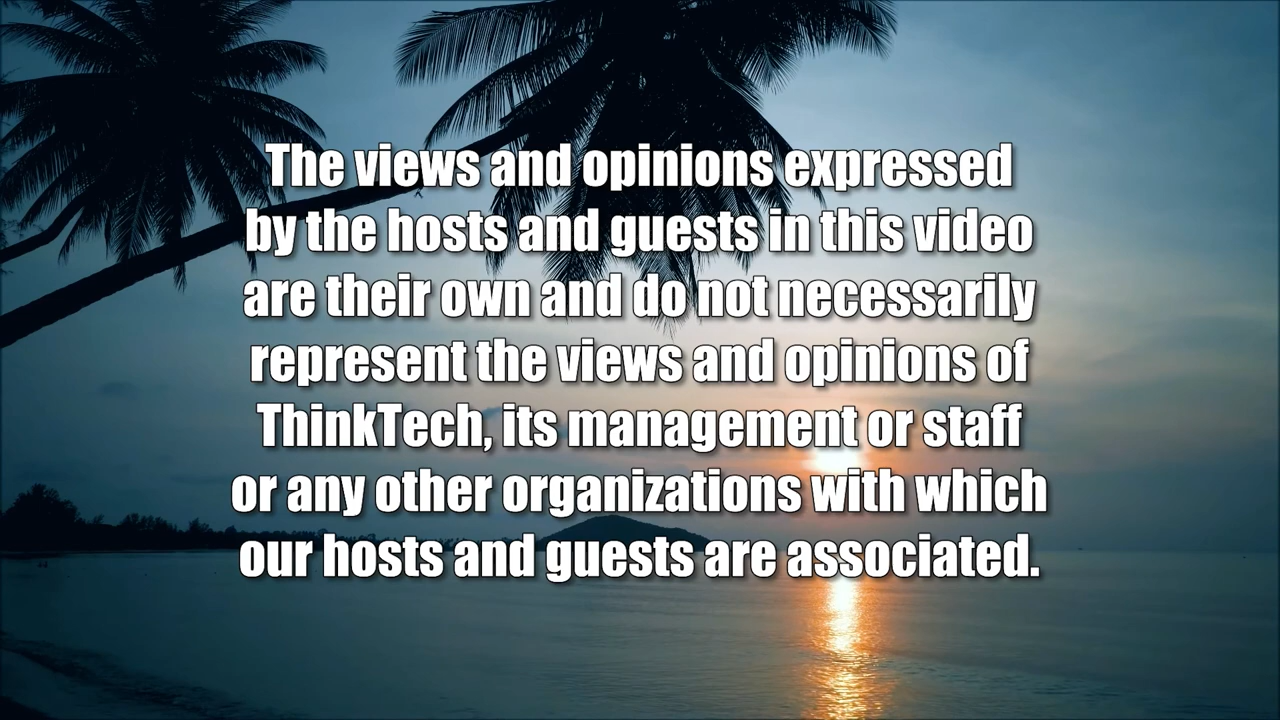 The views and opinions expressed
by the hosts and guests in this video
are their own and do not necessarily
represent the views and opinions of
ThinkTech, its management or staff
or any other organizations with which
our hosts and guests are associated.